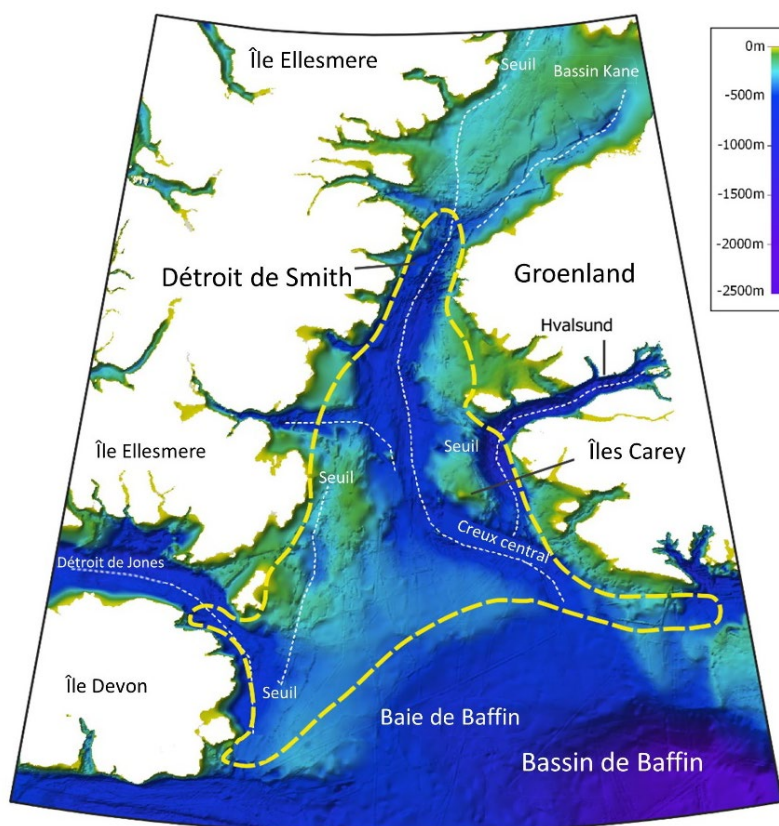 Île Ellesmere
Seuil
Bassin Kane
0m
-500m
-1000m
-1500m
-2000m
-2500m
Détroit de Smith
Groenland
Hvalsund
Île Ellesmere
Seuil
Seuil
Îles Carey
Creux central
Détroit de Jones
Île Devon
Seuil
Baie de Baffin
Bassin de Baffin